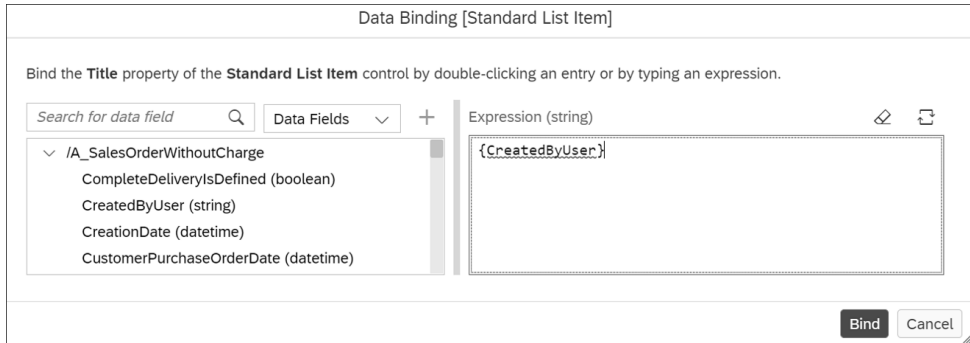 Data Binding [Standard List Item]
Bind the Title property of the Standard List Item control by double-clicking an entry or by typing an expression.
Search for data field
Data Fields
Expression (string)
/A_SalesOrderWithoutCharge
CompleteDeliveryIsDefined (boolean)
CreatedByUser (string)
CreationDate (datetime)
CustomerPurchaseOrderDate (datetime)
{CreatedByUser}
Bind
Cancel